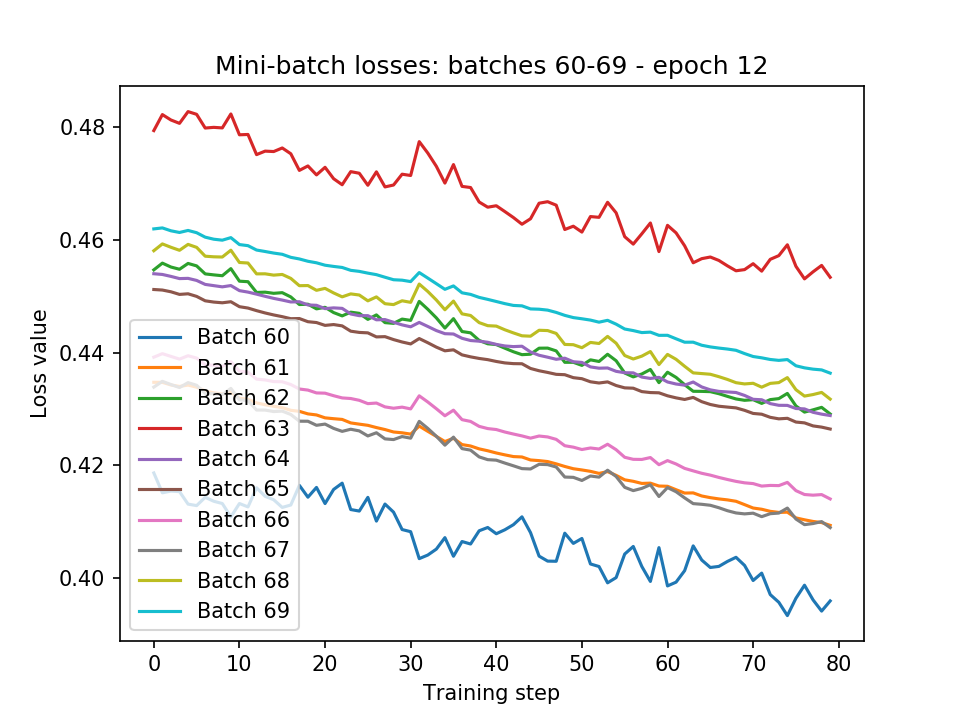 Mini-batch losses: batches 60-69 - epoch 12
Loss value
0.48
0.46
0.44
0.42
0.40
Batch 60
Batch 61
Batch 62
Batch 63
Batch 64
Batch 65
Batch 66
Batch 67
Batch 68
Batch 69
0 10 20 30 40 50 60 70 80
Training step